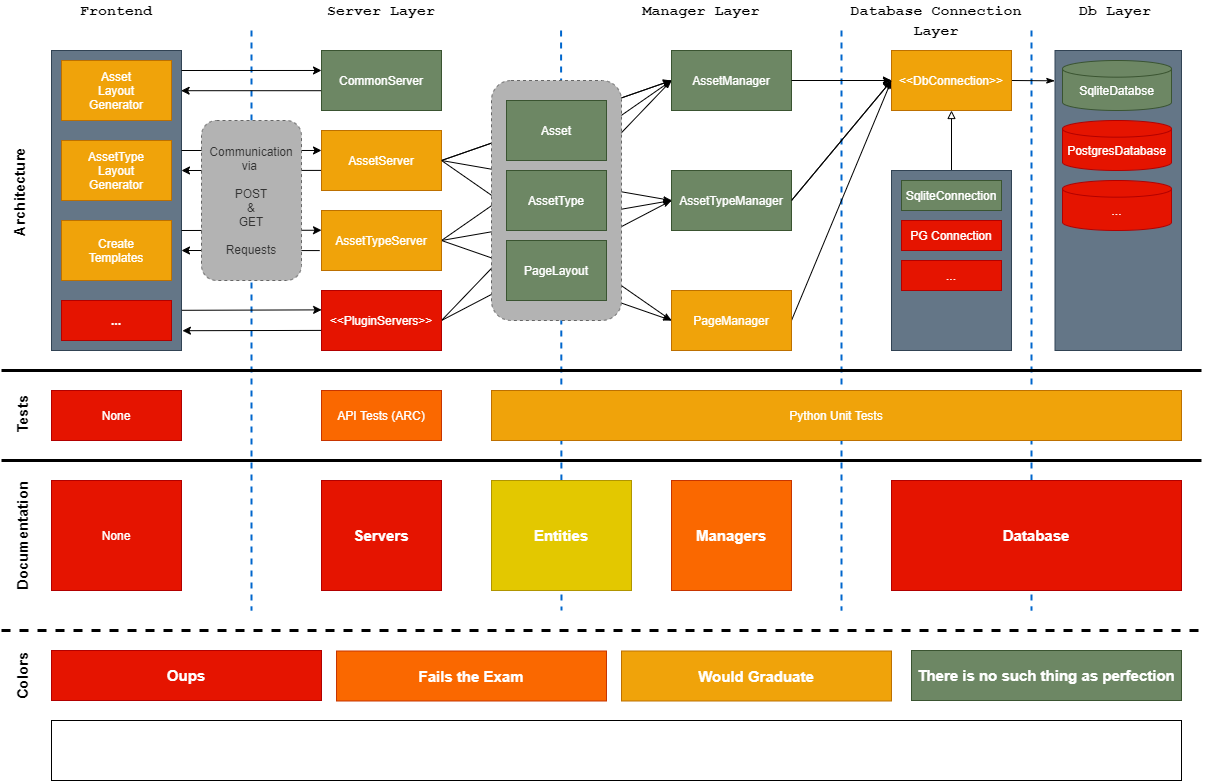 Frontend
Server Layer
Manager Layer
Database Connection
Layer
Db Layer
Architecture
Asset
Layout
Generator
AssetType
Layout
Generator
Create
Templates
...
Communication
via
POST
&
GET
Requests
CommonServer
AssetServer
AssetTypeServer
<<PluginServers>>
Asset
AssetType
PageLayout
AssetManager
AssetTypeManager
PageManager
<<DbConnection>>
SqliteConnection
PG Connection
...
SqliteDatabse
PostgresDatabase
...
Tests
None
API Tests (ARC)
Python Unit Tests
Documentation
None
Servers
Entities
Managers
Database
Colors
Oups
Fails the Exam
Would Graduate
There is no such thing as perfection